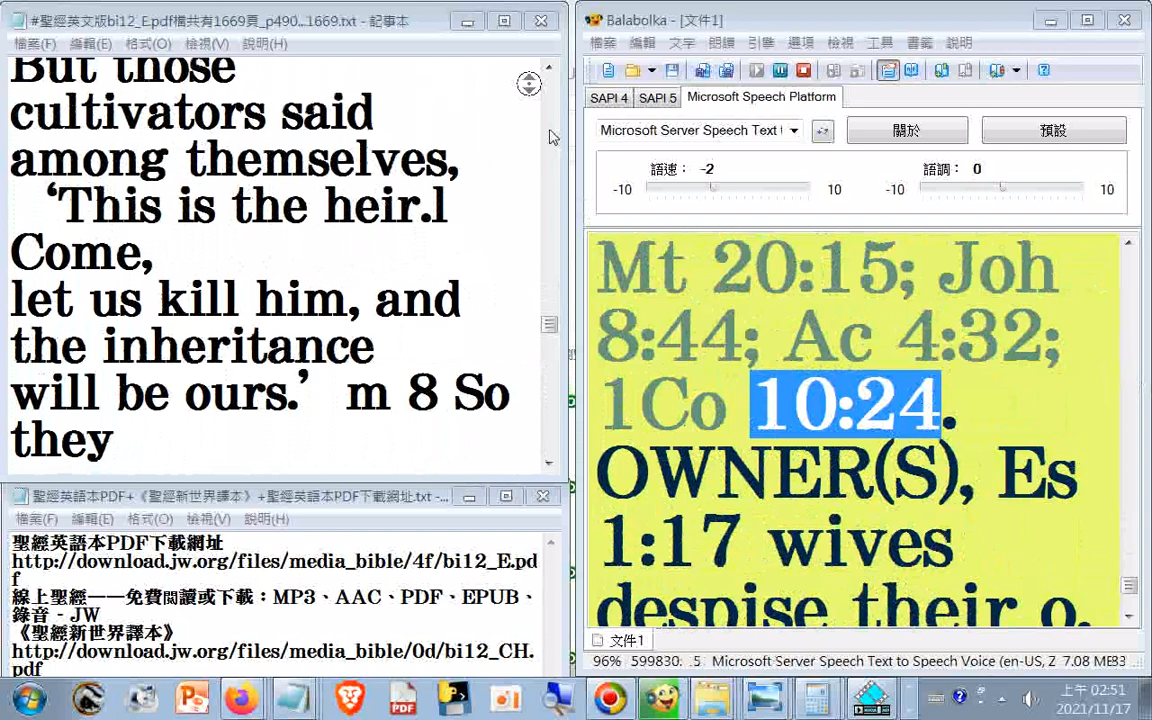 #聖經英文版bi12_E.pdf檔共有1669頁_p490...1669.txt - 記事本
檔案(F) 編輯(E) 格式(O) 檢視(V) 說明(H)
But those
cultivators said
among themselves,
‘This is the heir.l
Come,
let us kill him, and
the inheritance
will be ours.’ m 8 So
they
聖經英語本PDF+《聖經新世界譯本》+聖經英語本PDF下載網址.txt - ...
檔案(F) 編輯(E) 格式(O) 檢視(V) 說明(H)
聖經英語本PDF下載網址
http://download.jw.org/files/media_bible/4f/bi12_E.pd
f
線上聖經——免費閱讀或下載：MP3、AAC、PDF、EPUB、
錄音 - JW
《聖經新世界譯本》
http://download.jw.org/files/media_bible/0d/bi12_CH.
pdf
Balabolka - [文件1]
檔案 編輯 文字 朗讀 引擎 選項 檢視 工具 書籤 說明
SAPI 4 SAPI 5 Microsoft Speech Platform
Microsoft Server Speech Text 關於 預設
語速： -2 語調： 0
-10 10 -10 10
Mt 20:15; Joh
8:44; Ac 4:32;
1Co 10:24.
OWNER(S), Es
1:17 wives
despise their o.
文件1
96% 599830. .5 Microsoft Server Speech Text to Speech Voice (en-US, Z 7.08 MB
上午 02:51
2021/11/17